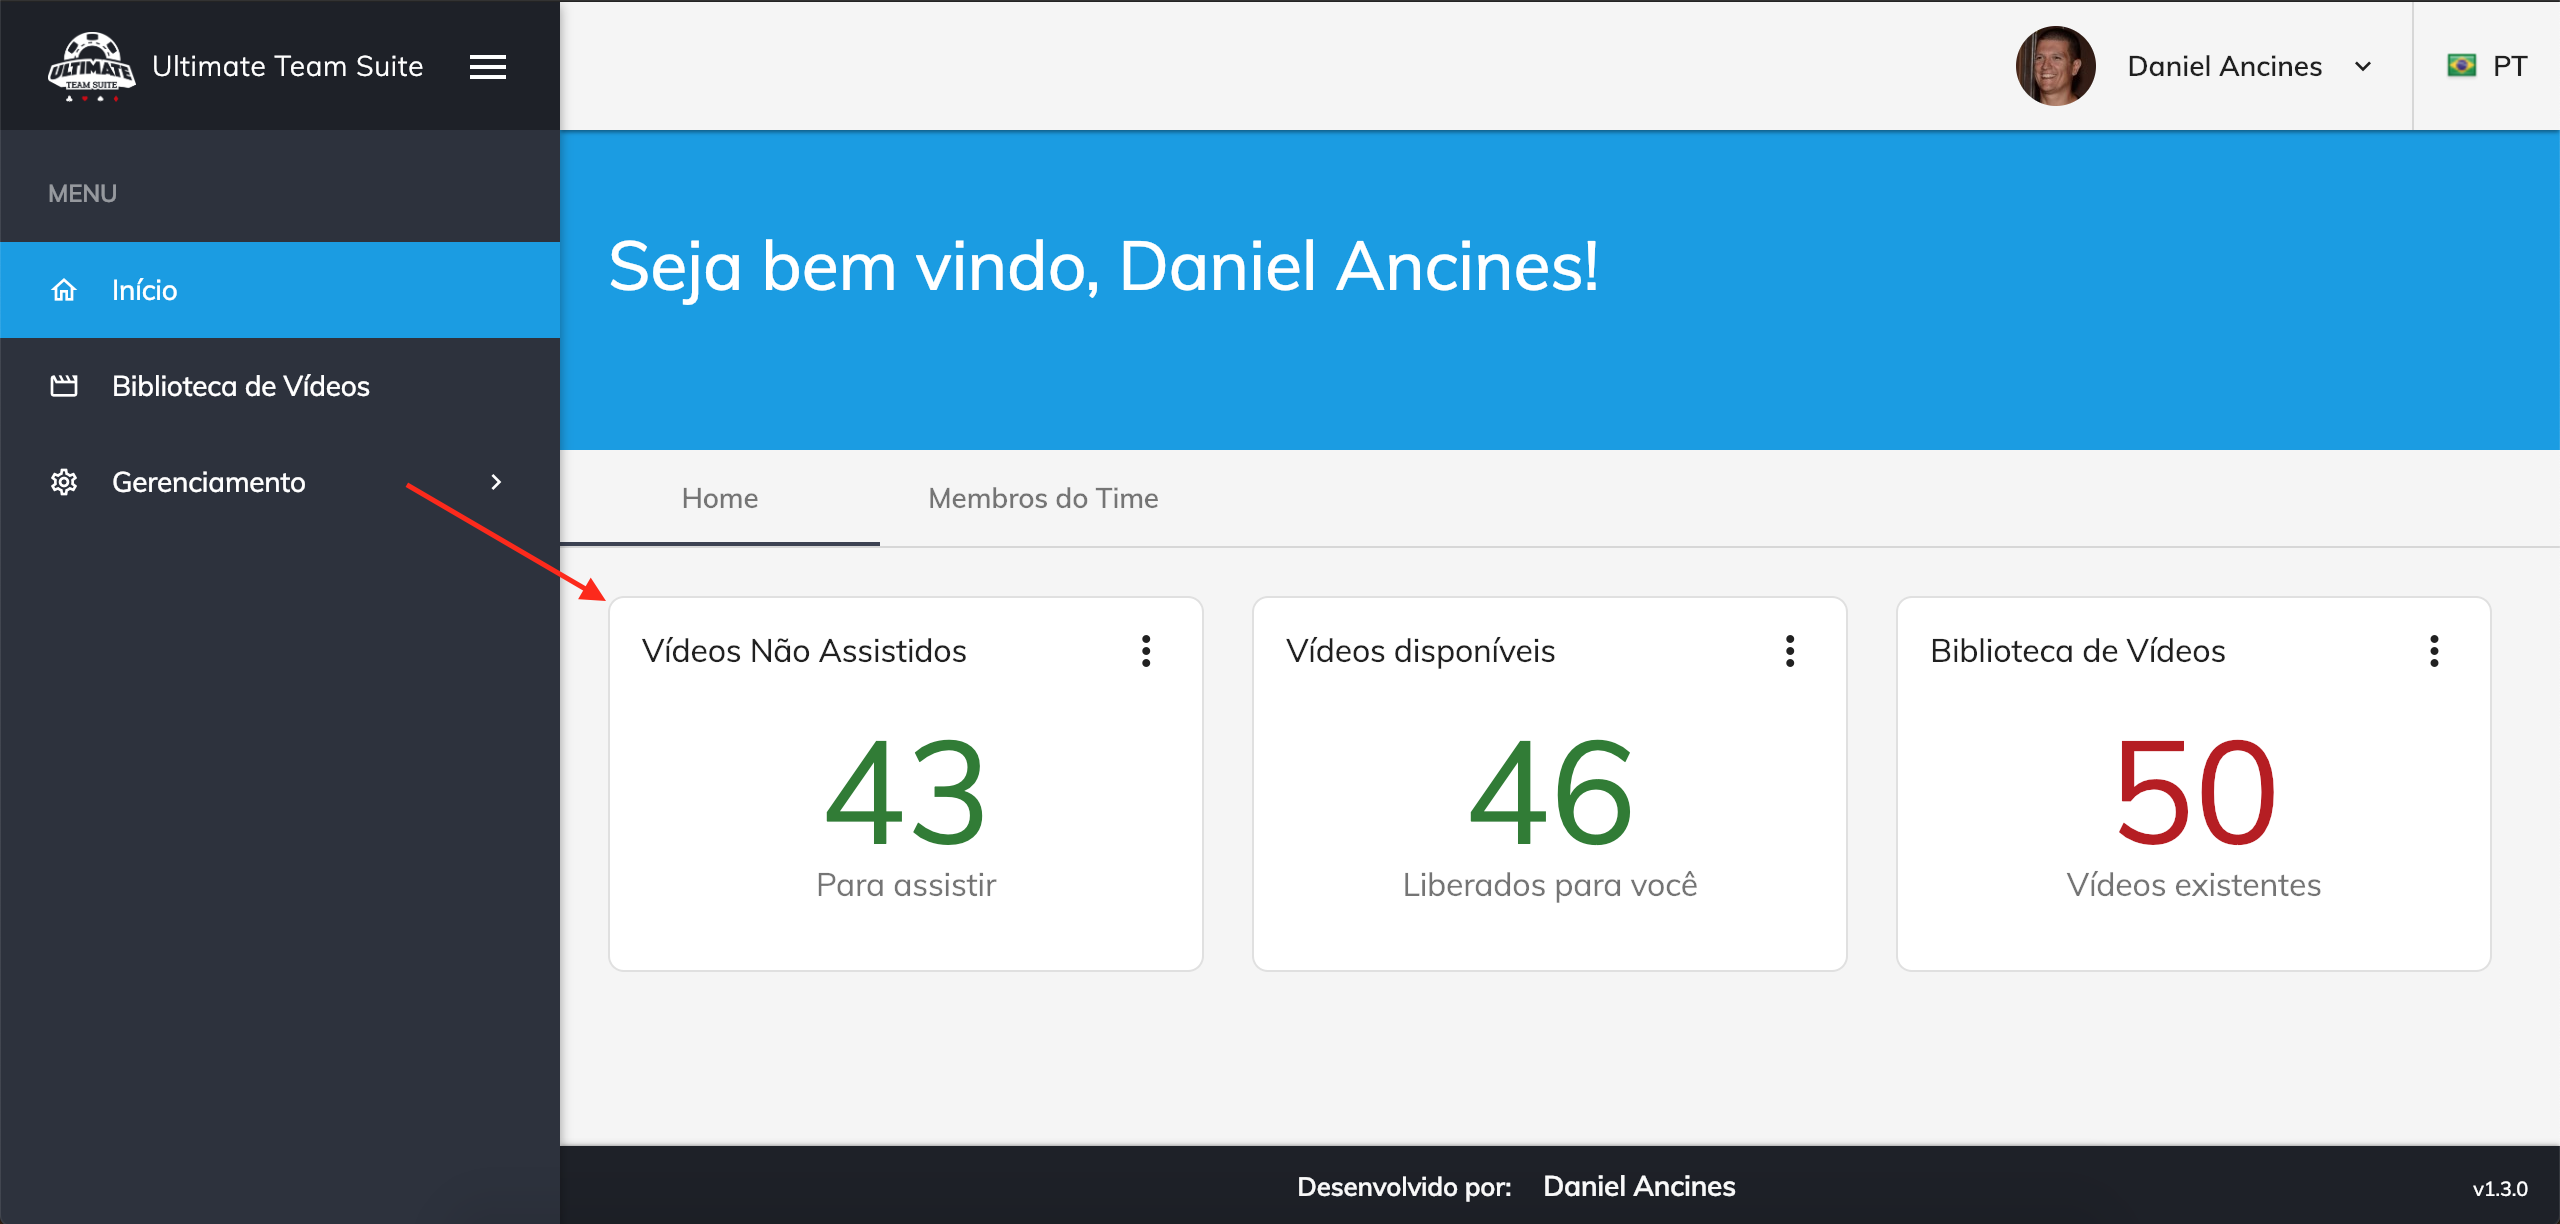 ULTIMATE
TEAM SUITE
Ultimate Team Suite
Daniel Ancines
PT
MENU
Início
Biblioteca de Vídeos
Gerenciamento
Seja bem vindo, Daniel Ancines!
Home
Membros do Time
Vídeos Não Assistidos
43
Para assistir
Vídeos disponíveis
46
Liberados para você
Biblioteca de Vídeos
50
Vídeos existentes
Desenvolvido por: Daniel Ancines
v1.3.0